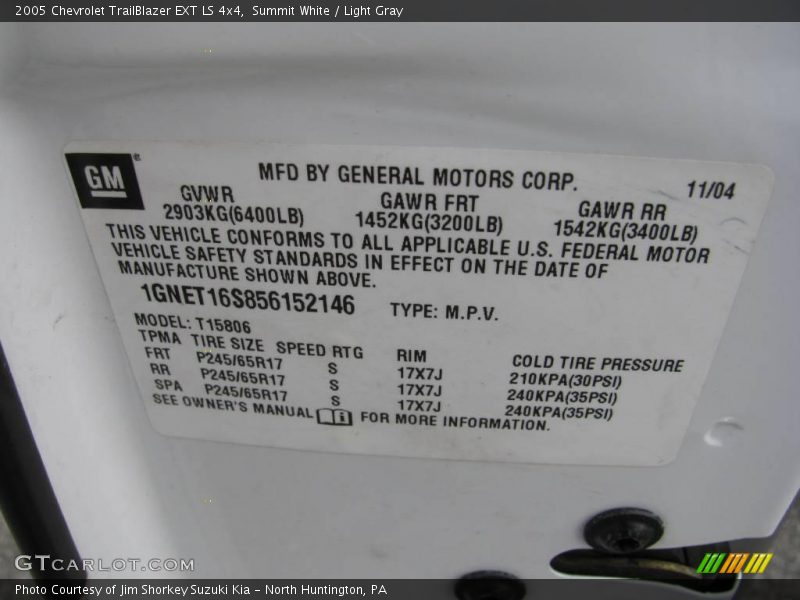 2005 Chevrolet TrailBlazer EXT LS 4x4,  Summit White / Light Gray
GM
MFD BY GENERAL MOTORS CORP.
11/04
GVWR GAWR FRT GAWR RR
2903KG(6400LB) 1452KG(3200LB) 1542KG(3400LB)
THIS VEHICLE CONFORMS TO ALL APPLICABLE U.S. FEDERAL MOTOR
VEHICLE SAFETY STANDARDS IN EFFECT ON THE DATE OF
MANUFACTURE SHOWN ABOVE.
1GNET16S856152146 TYPE: M.P.V.
MODEL: T15806
TPMA TIRE SIZE SPEED RTG RIM COLD TIRE PRESSURE
FRT P245/65R17 S 17X7J 210KPA(30PSI)
RR P245/65R17 S 17X7J 240KPA(35PSI)
SPA P245/65R17 S 17X7J 240KPA(35PSI)
SEE OWNER'S MANUAL i FOR MORE INFORMATION.
GTCARLOT.COM
Photo Courtesy of Jim Shorkey Suzuki Kia – North Huntington, PA